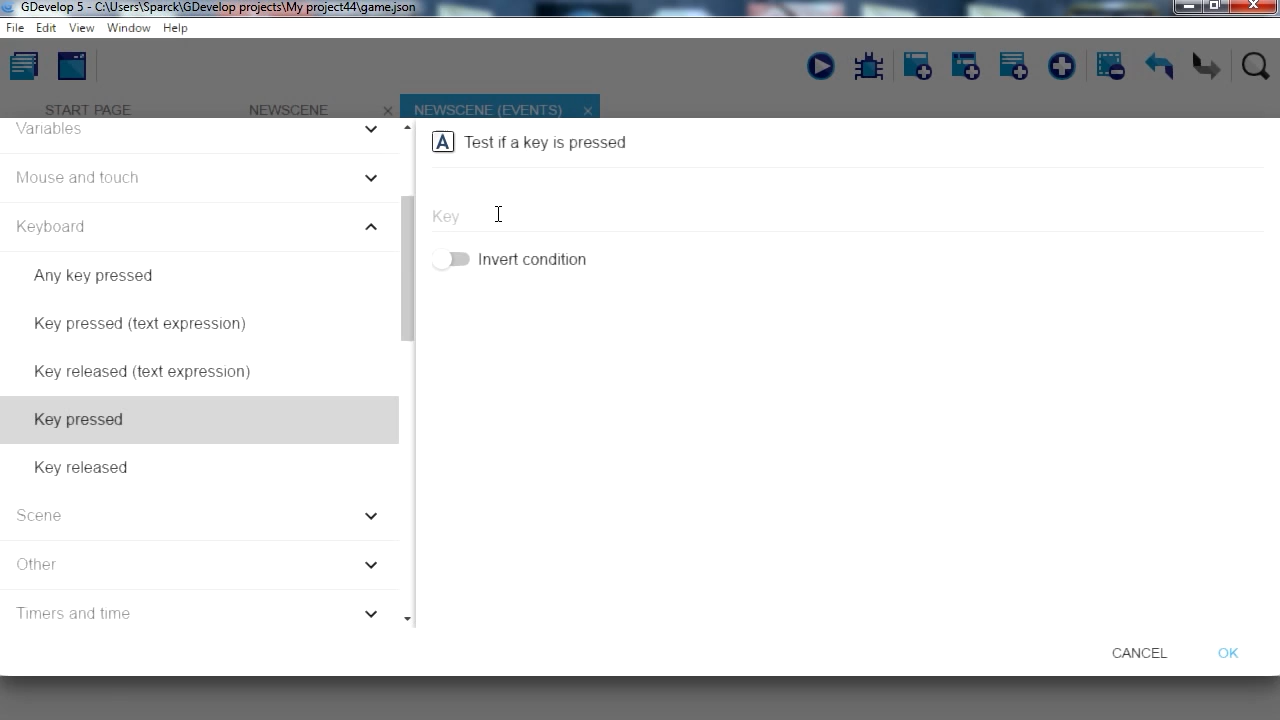 GDevelop 5 - C:\Users\Sparck\GDevelop projects\My project44\game.json
File Edit View Window Help
START PAGE NEWSCENE NEWSCENE (EVENTS)
Variables
Mouse and touch
Keyboard
Any key pressed
Key pressed (text expression)
Key released (text expression)
Key pressed
Key released
Scene
Other
Timers and time
A Test if a key is pressed
Key
Invert condition
CANCEL OK